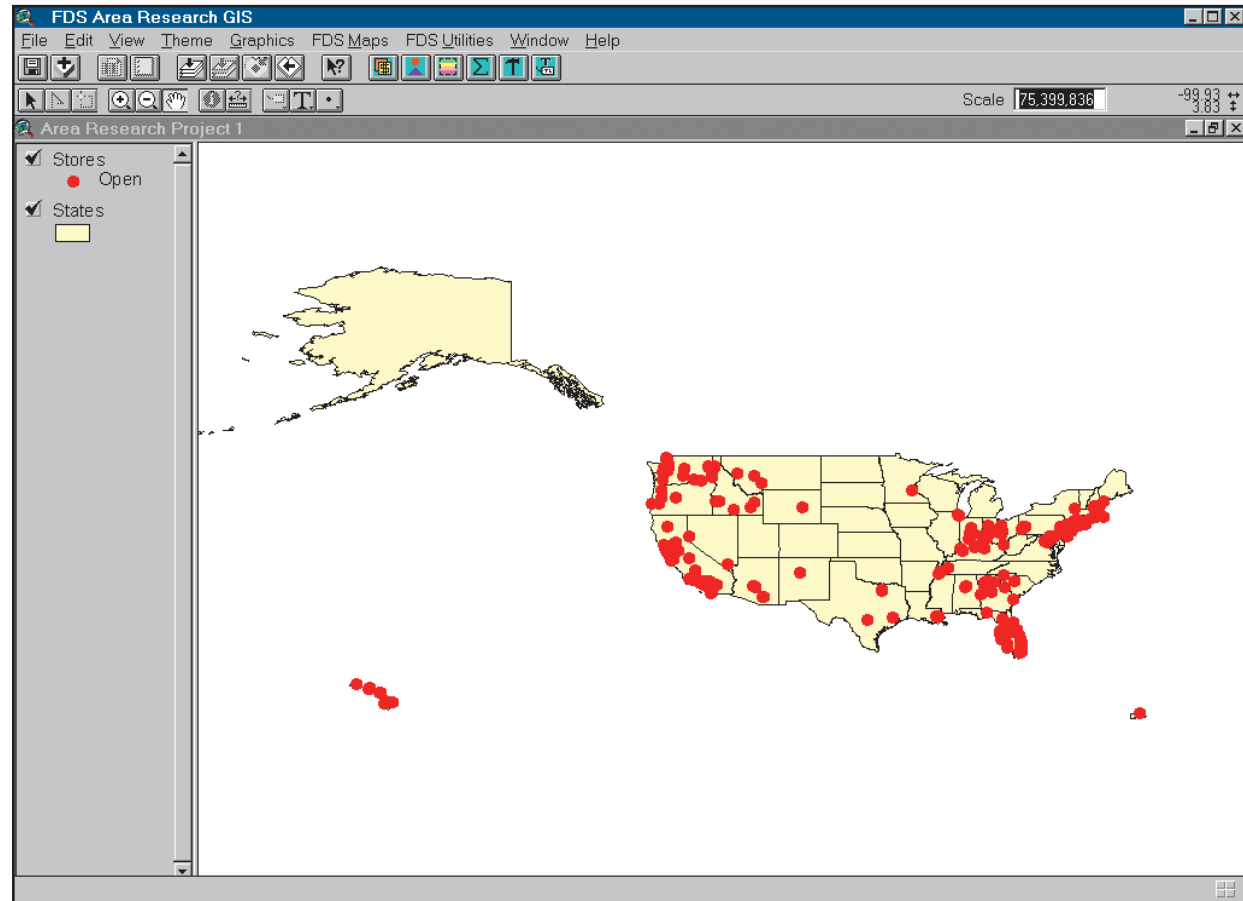 FDS Area Research GIS
File Edit View Theme Graphics FDS Maps FDS Utilities Window Help
Scale 75,399,836
-99.93
3.83
Area Research Project 1
Stores
Open
States